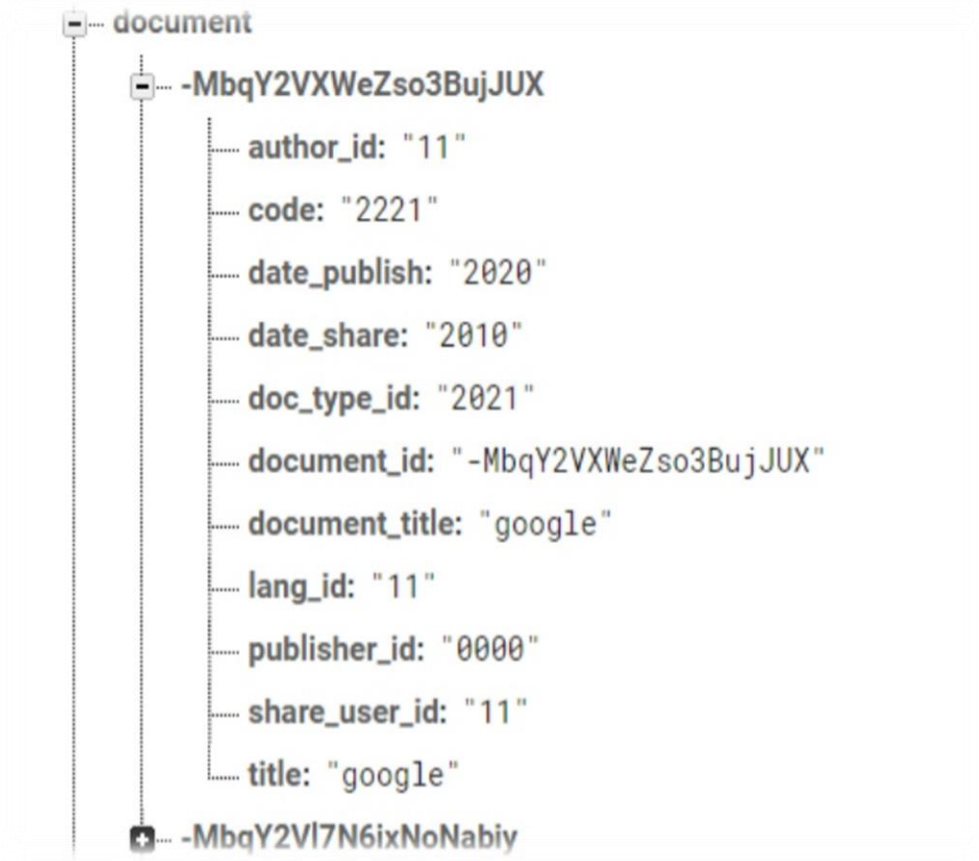 document
-MbqY2VXWeZso3BujJUX
author_id: "11"
code: "2221"
date_publish: "2020"
date_share: "2010"
doc_type_id: "2021"
document_id: "-MbqY2VXWeZso3BujJUX"
document_title: "google"
lang_id: "11"
publisher_id: "0000"
share_user_id: "11"
title: "google"
-MbqY2Vl7N6ixNoNabiy